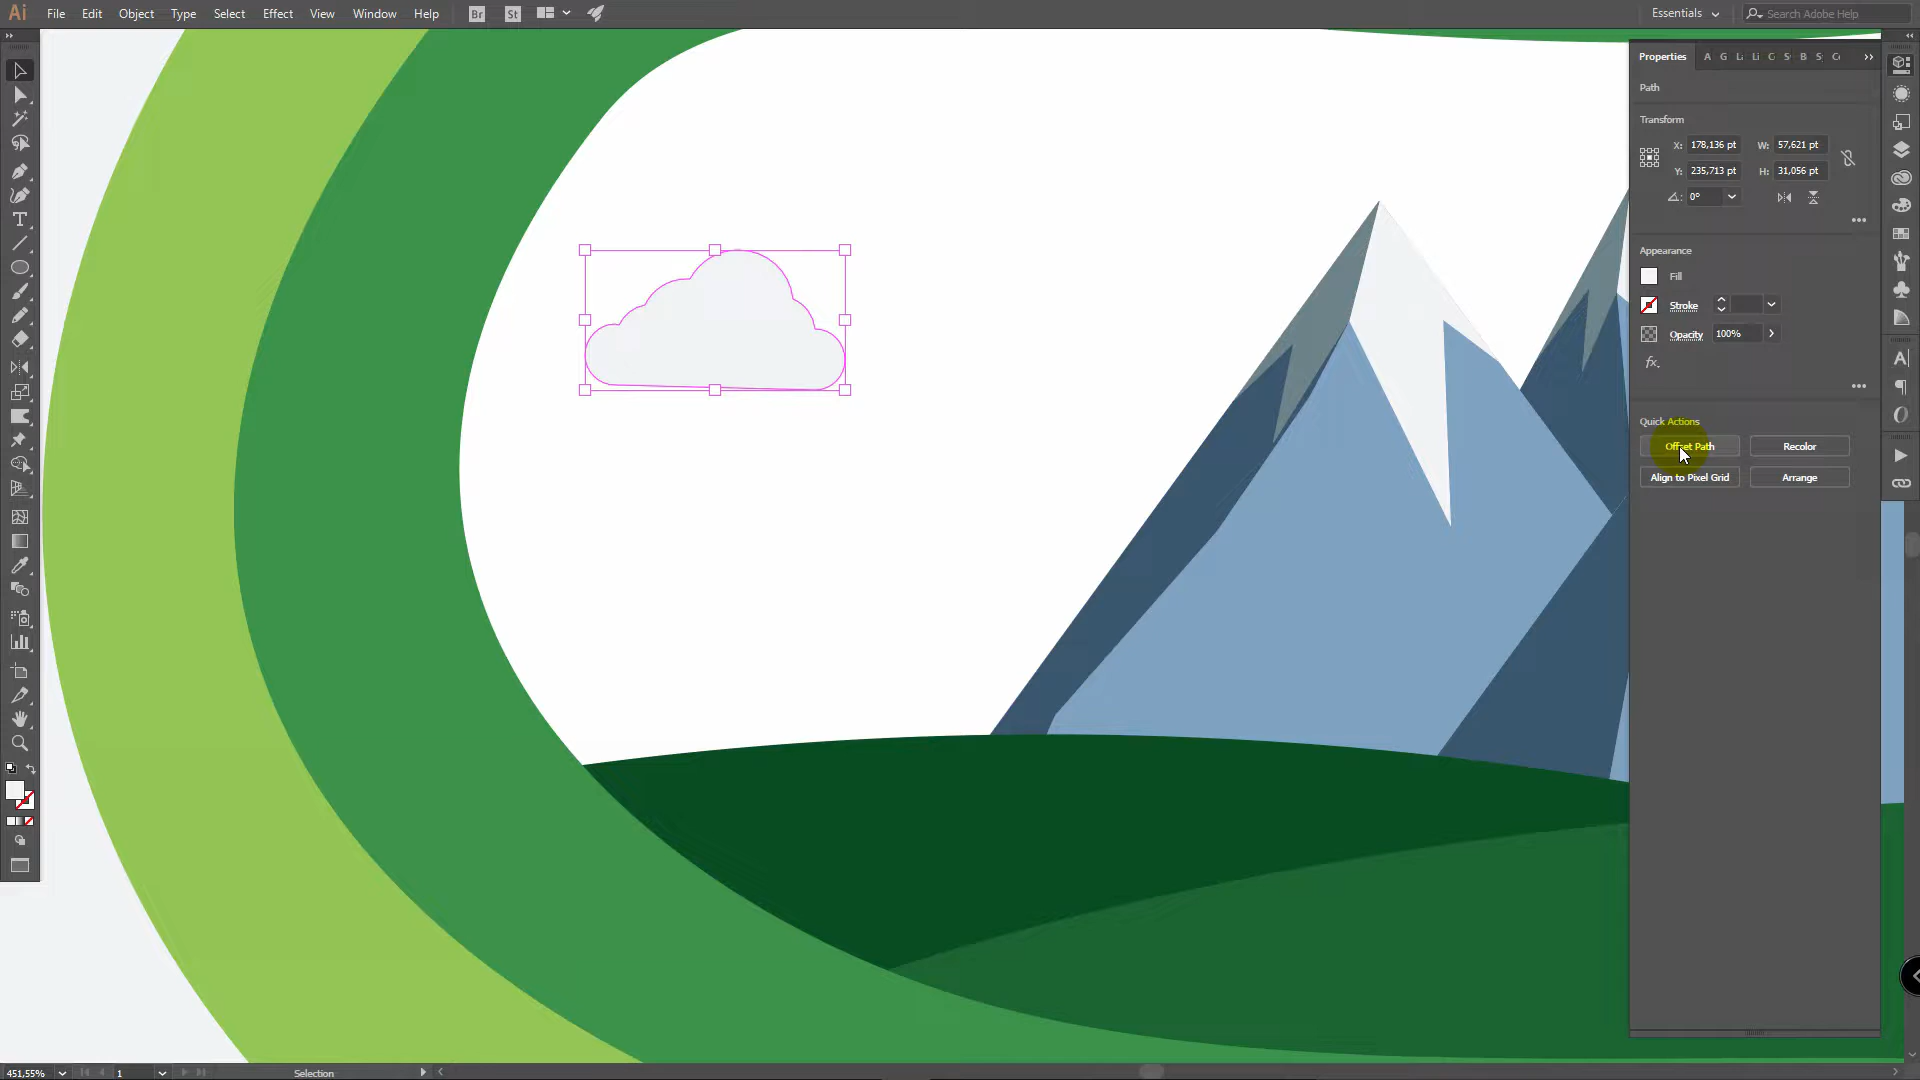 Ai File Edit Object Type Select Effect View Window Help Br St Essentials Search Adobe Help
Properties A G C S B S C
Path
Transform
X: 178,136 pt W: 57,621 pt
Y: 235,713 pt H: 31,056 pt
0°
Appearance
Fill
Stroke
Opacity 100%
fx.
Quick Actions
Offset Path Recolor
Align to Pixel Grid Arrange
451,55% 1 Selection